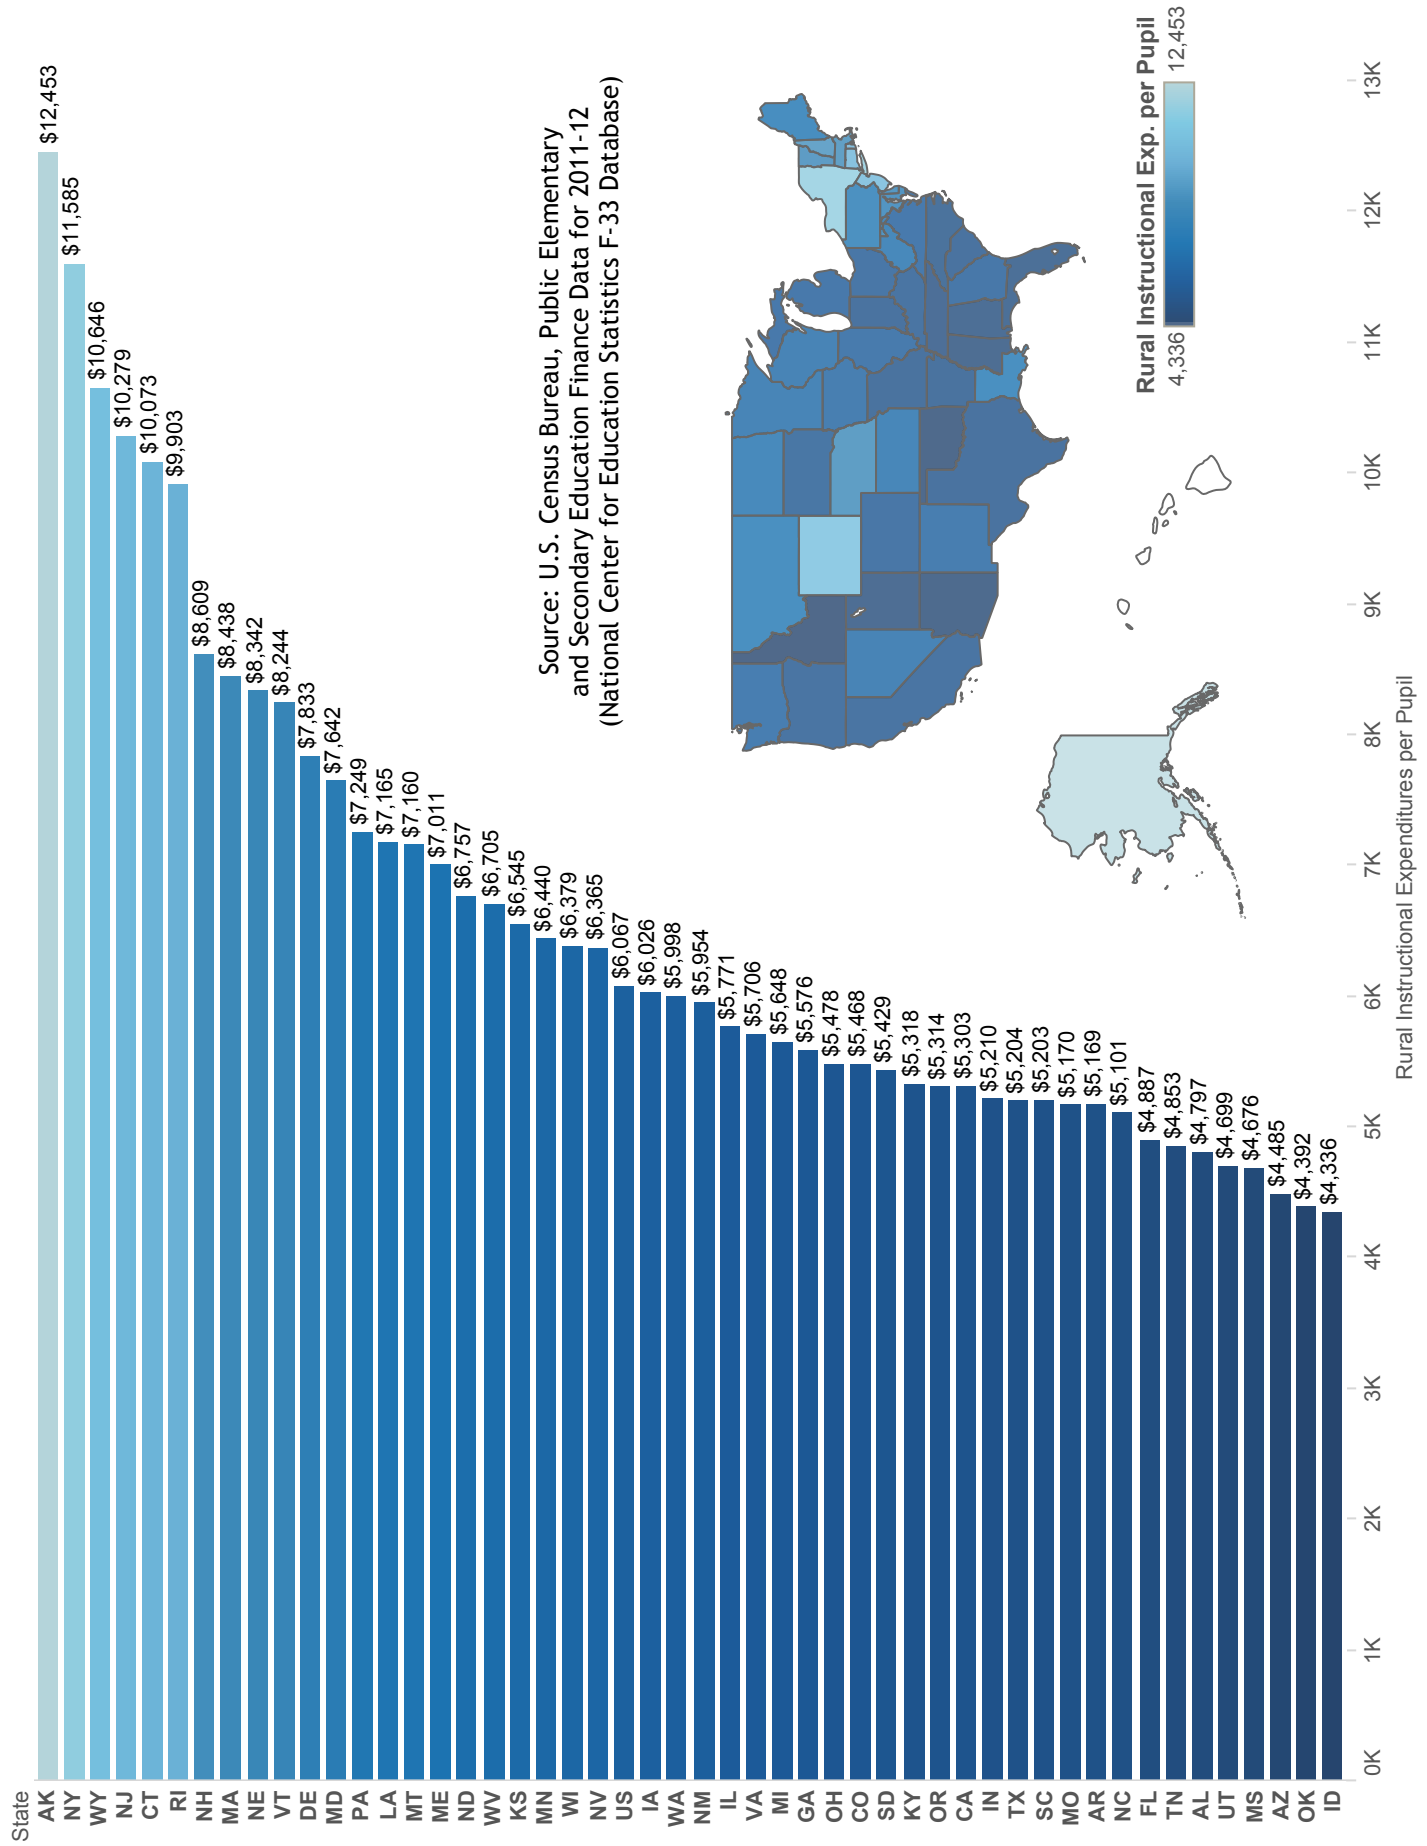 State
AK $12,453
NY $11,585
WY $10,646
NJ $10,279
CT $10,073
RI $9,903
NH $8,609
MA $8,438
NE $8,342
VT $8,244
DE $7,833
MD $7,642
PA $7,249
LA $7,165
MT $7,160
ME $7,011
ND $6,757
WV $6,705
KS $6,545
MN $6,440
WI $6,379
NV $6,365
US $6,067
IA $6,026
WA $5,998
NM $5,954
IL $5,771
VA $5,706
MI $5,648
GA $5,576
OH $5,478
CO $5,468
SD $5,429
KY $5,318
OR $5,314
CA $5,303
IN $5,210
TX $5,204
SC $5,203
MO $5,170
AR $5,169
NC $5,101
FL $4,887
TN $4,853
AL $4,797
UT $4,699
MS $4,676
AZ $4,485
OK $4,392
ID $4,336
0K 1K 2K 3K 4K 5K 6K 7K 8K 9K 10K 11K 12K 13K
Rural Instructional Expenditures per Pupil
Source: U.S. Census Bureau, Public Elementary
and Secondary Education Finance Data for 2011-12
(National Center for Education Statistics F-33 Database)
Rural Instructional Exp. per Pupil
4,336 12,453